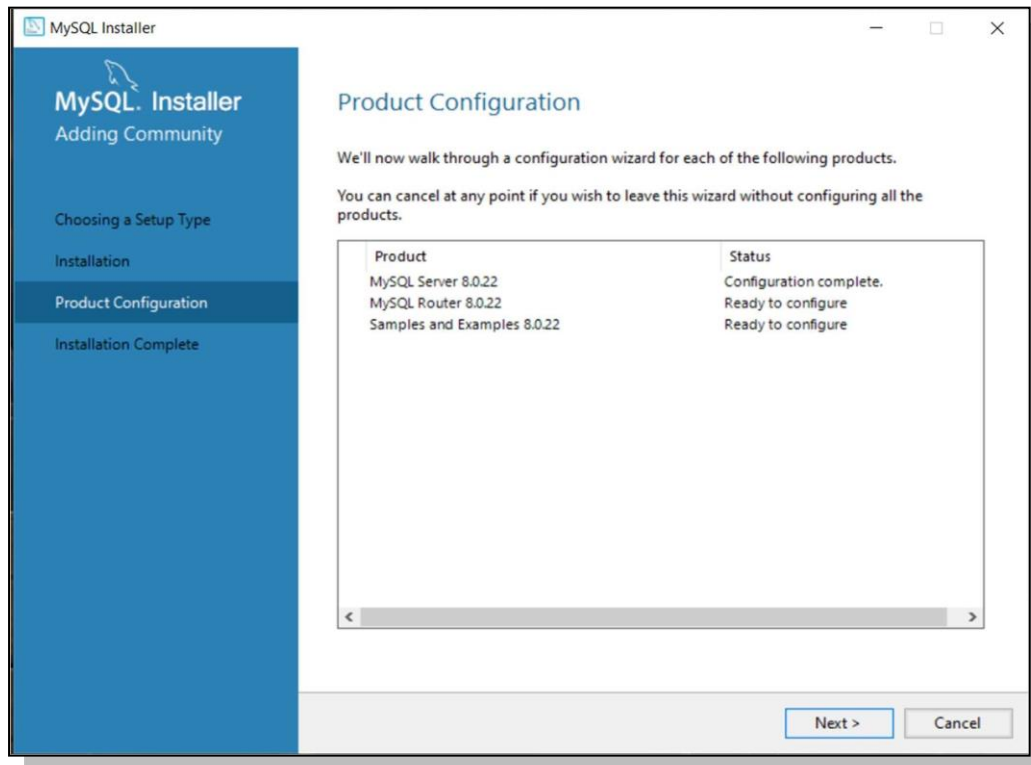 MySQL Installer
MySQL. Installer
Adding Community
Choosing a Setup Type
Installation
Product Configuration
Installation Complete
Product Configuration
We'll now walk through a configuration wizard for each of the following products.
You can cancel at any point if you wish to leave this wizard without configuring all the
products.
Product Status
MySQL Server 8.0.22 Configuration complete.
MySQL Router 8.0.22 Ready to configure
Samples and Examples 8.0.22 Ready to configure
Next > Cancel